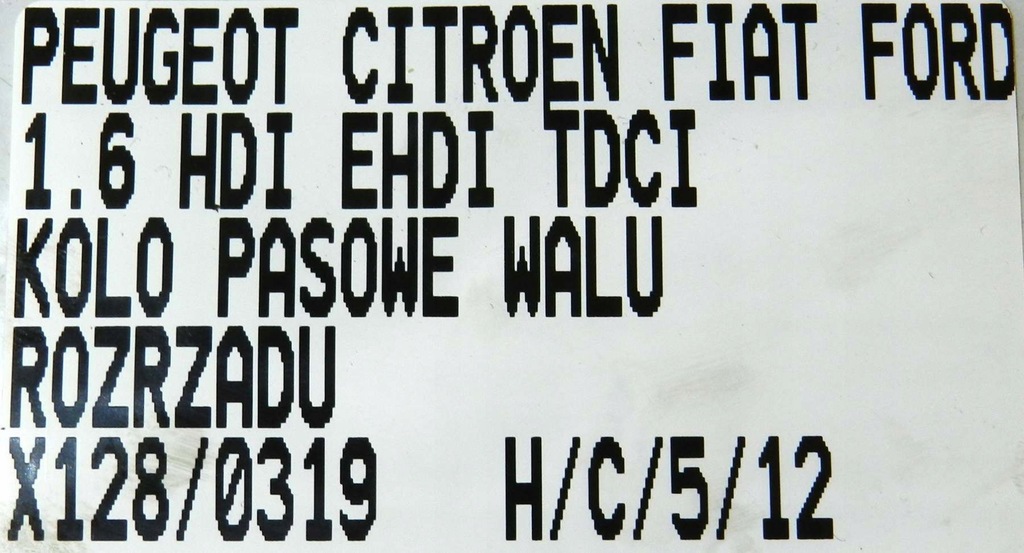 PEUGEOT CITROEN FIAT FORD
1.6 HDI EHDI TDCI
KOLO PASOWE WALU
ROZRZADU
X128/0319 H/C/5/12